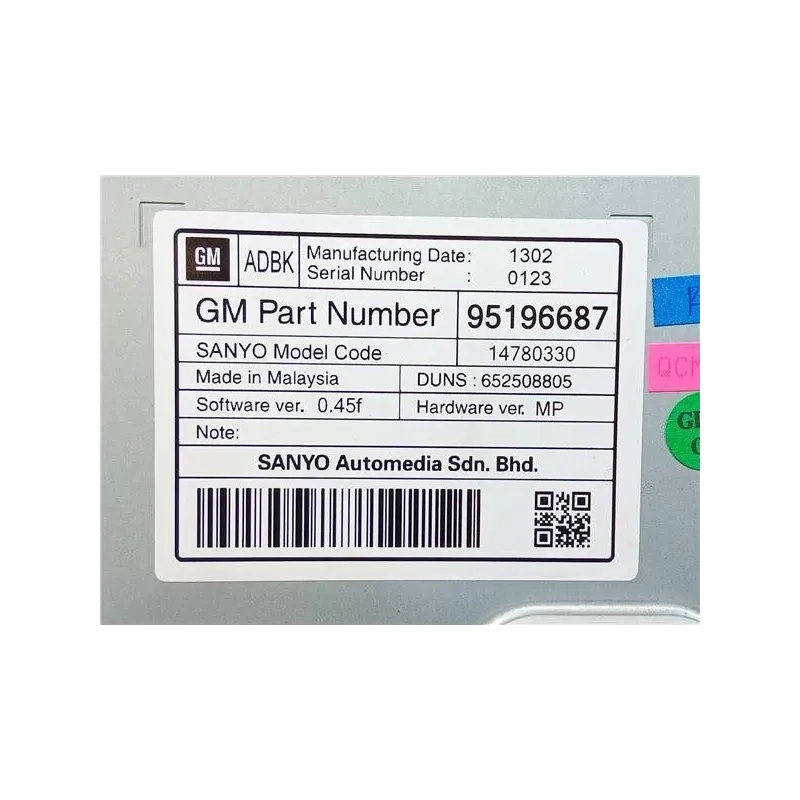 GM ADBK Manufacturing Date: 1302
Serial Number : 0123
GM Part Number 95196687
SANYO Model Code 14780330
Made in Malaysia DUNS : 652508805
Software ver. 0.45f Hardware ver. MP
Note:
SANYO Automedia Sdn. Bhd.